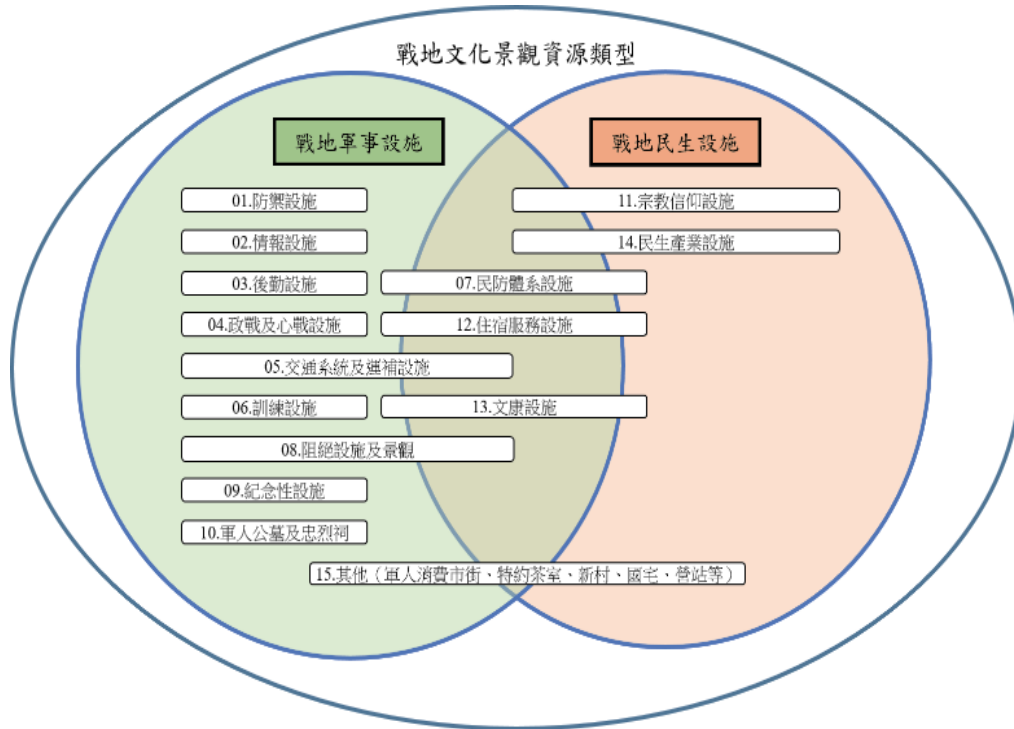 戰地文化景觀資源類型
戰地軍事設施
戰地民生設施
01.防禦設施
11.宗教信仰設施
02.情報設施
14.民生產業設施
03.後勤設施
07.民防體系設施
04.政戰及心戰設施
12.住宿服務設施
05.交通系統及運補設施
06.訓練設施
13.文康設施
08.阻絕設施及景觀
09.紀念性設施
10.軍人公墓及忠烈祠
15.其他（軍人消費市街、特約茶室、新村、國宅、營站等）